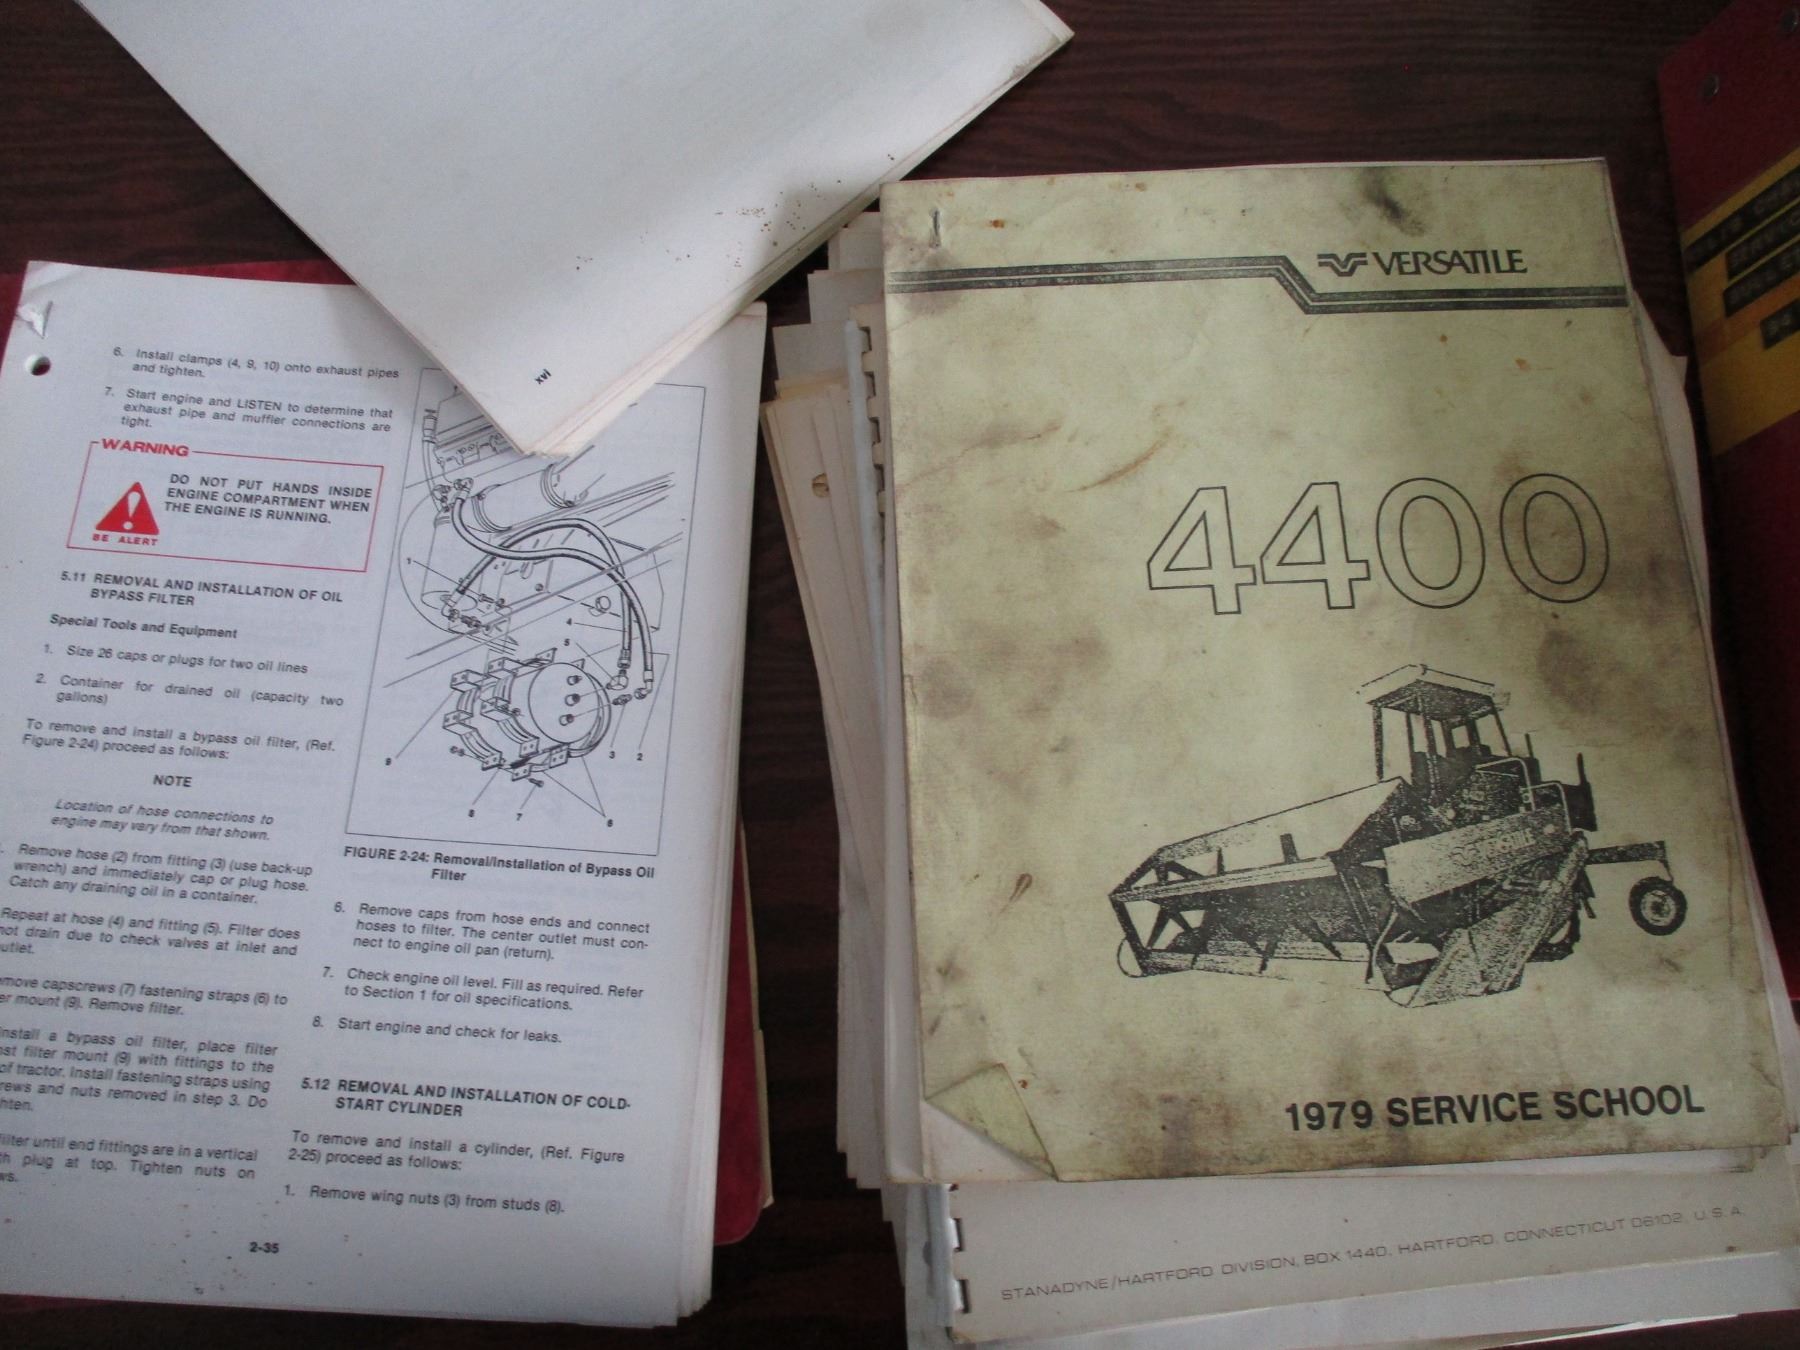 6. Install clamps (4, 9, 10) onto exhaust pipes
and tighten.
7. Start engine and LISTEN to determine that
exhaust pipe and muffler connections are
tight.
WARNING
DO NOT PUT HANDS INSIDE
ENGINE COMPARTMENT WHEN
THE ENGINE IS RUNNING.
BE ALERT
5.11 REMOVAL AND INSTALLATION OF OIL
BYPASS FILTER
Special Tools and Equipment
1. Size 26 caps or plugs for two oil lines
2. Container for drained oil (capacity two
gallons)
To remove and install a bypass oil filter, (Ref.
Figure 2-24) proceed as follows:
NOTE
Location of hose connections to
engine may vary from that shown.
Remove hose (2) from fitting (3) (use back-up
wrench) and immediately cap or plug hose.
Catch any draining oil in a container.
Repeat at hose (4) and fitting (5). Filter does
not drain due to check valves at inlet and
capscrews (7) fastening straps (6) to
mount (9). Remove filter.
a bypass oil filter, place filter
filter mount (9) with fittings to the
of tractor. Install fastening straps using
and nuts removed in step 3. Do
until end fittings are in a vertical
plug at top. Tighten nuts on
2-35
1
4
5
9
3
2
8
7
6
FIGURE 2-24: Removal/Installation of Bypass Oil
Filter
6. Remove caps from hose ends and connect
hoses to filter. The center outlet must con-
nect to engine oil pan (return).
7. Check engine oil level. Fill as required. Refer
to Section 1 for oil specifications.
8. Start engine and check for leaks.
5.12 REMOVAL AND INSTALLATION OF COLD-
START CYLINDER
To remove and install a cylinder, (Ref. Figure
2-25) proceed as follows:
1. Remove wing nuts (3) from studs (8).
xvi
VERSATILE
4400
1979 SERVICE SCHOOL
STANADYNE/HARTFORD DIVISION, BOX 1440, HARTFORD, CONNECTICUT 06102, U.S.A.